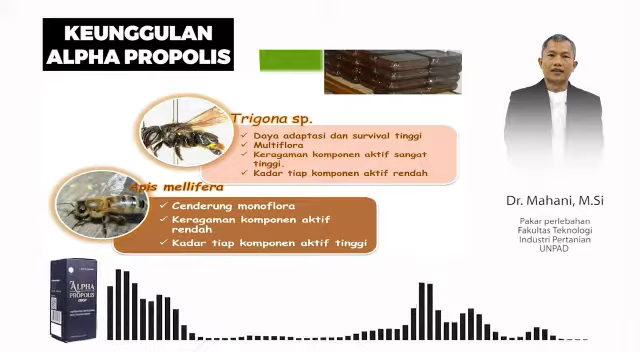 KEUNGGULAN
ALPHA PROPOLIS
Trigona sp.
Daya adaptasi dan survival tinggi
Multiflora
Keragaman komponen aktif sangat
tinggi.
Kadar tiap komponen aktif rendah
Apis mellifera
Cenderung monoflora
Keragaman komponen aktif
rendah
Kadar tiap komponen aktif tinggi
ALPHA
PROPOLIS
Dr. Mahani, M.Si
Pakar perlebahan
Fakultas Teknologi
Industri Pertanian
UNPAD